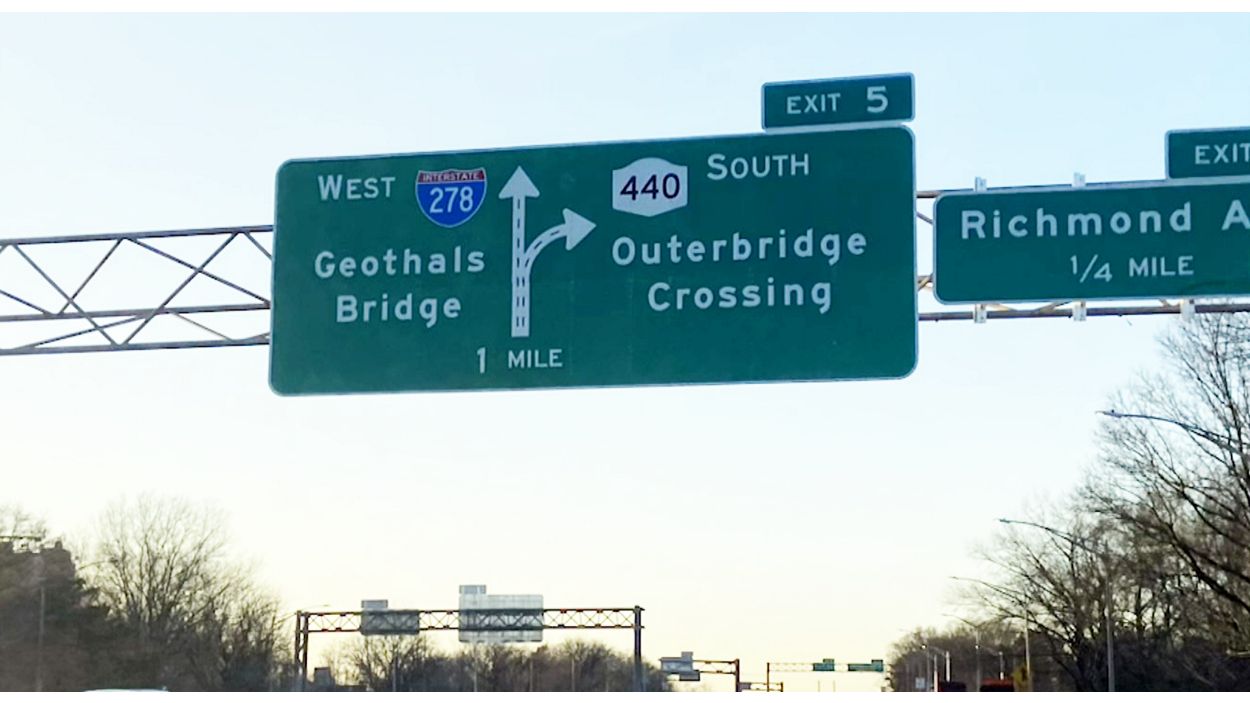 EXIT 5
WEST
INTERSTATE
278
440
SOUTH
Geothals
Bridge
Outerbridge
Crossing
1 MILE
EXIT
Richmond A
1/4 MILE